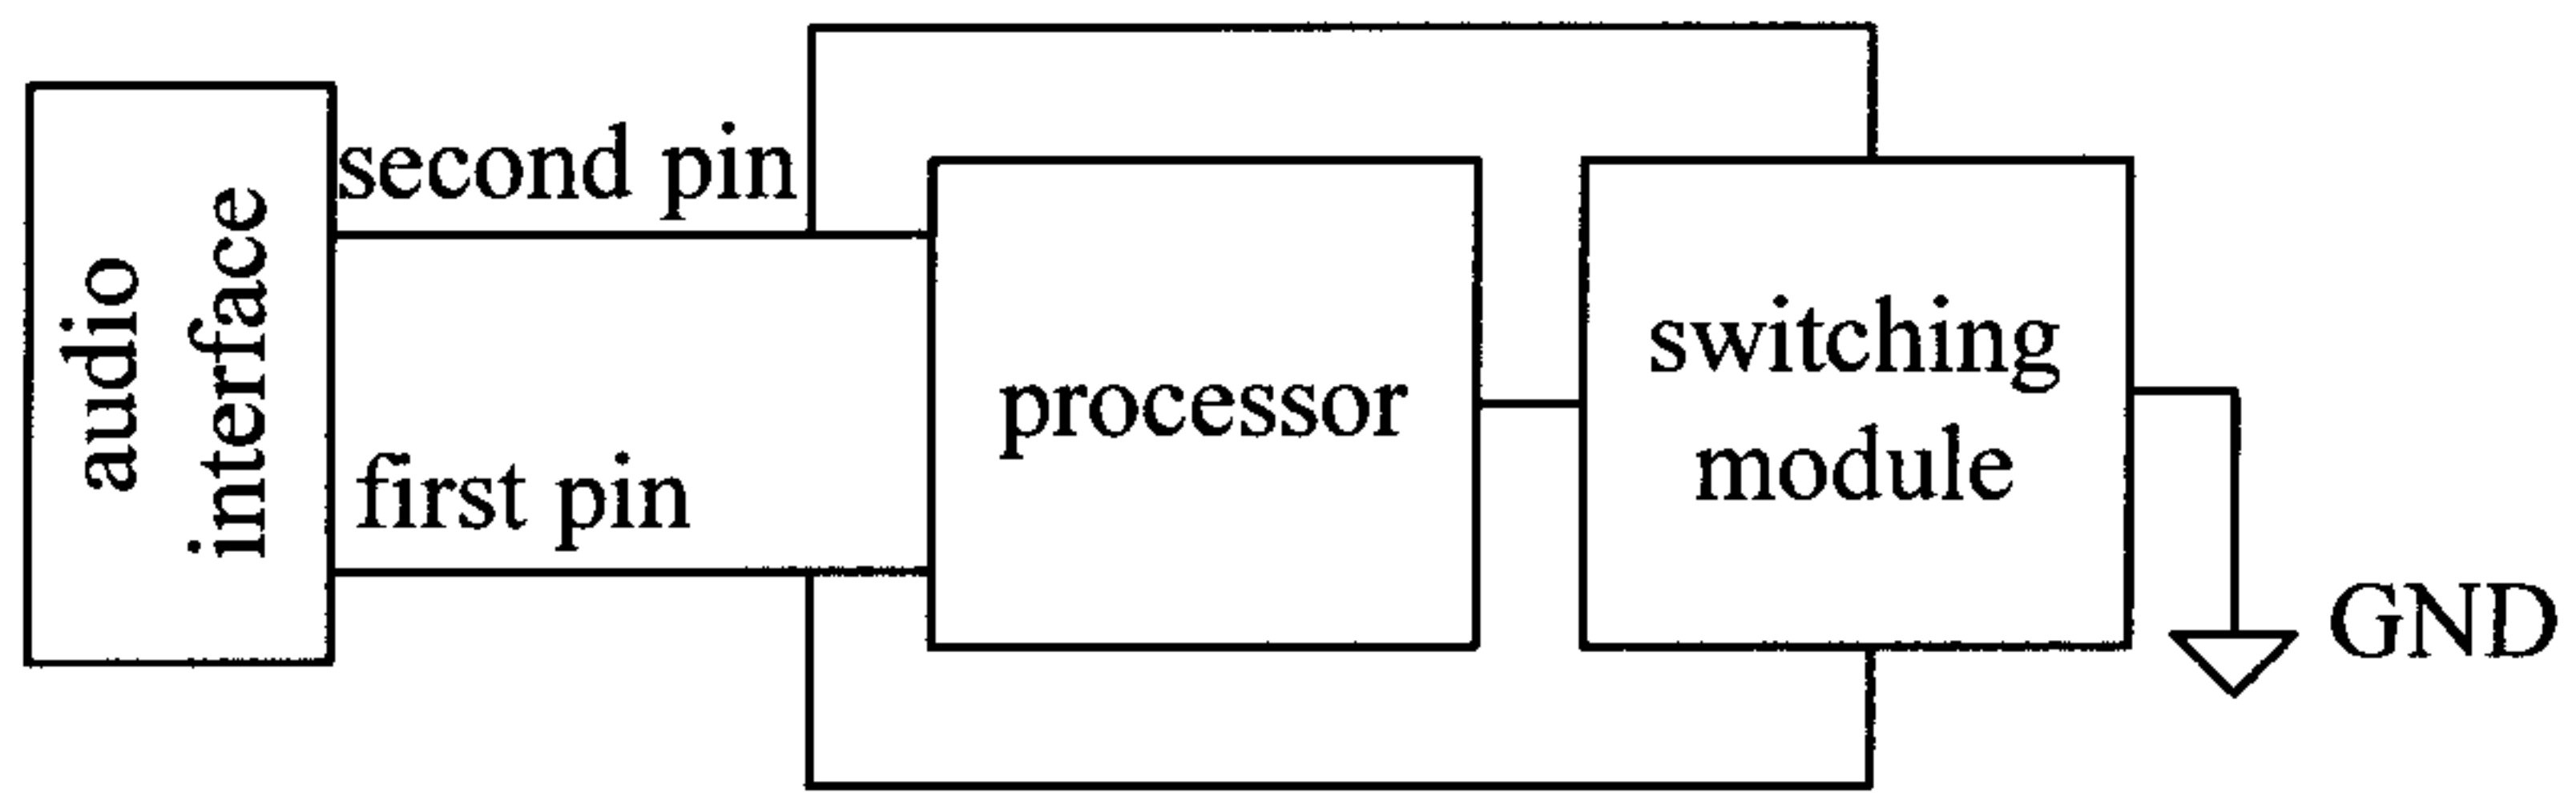 audio
interface
second pin
first pin
processor
switching
module
GND